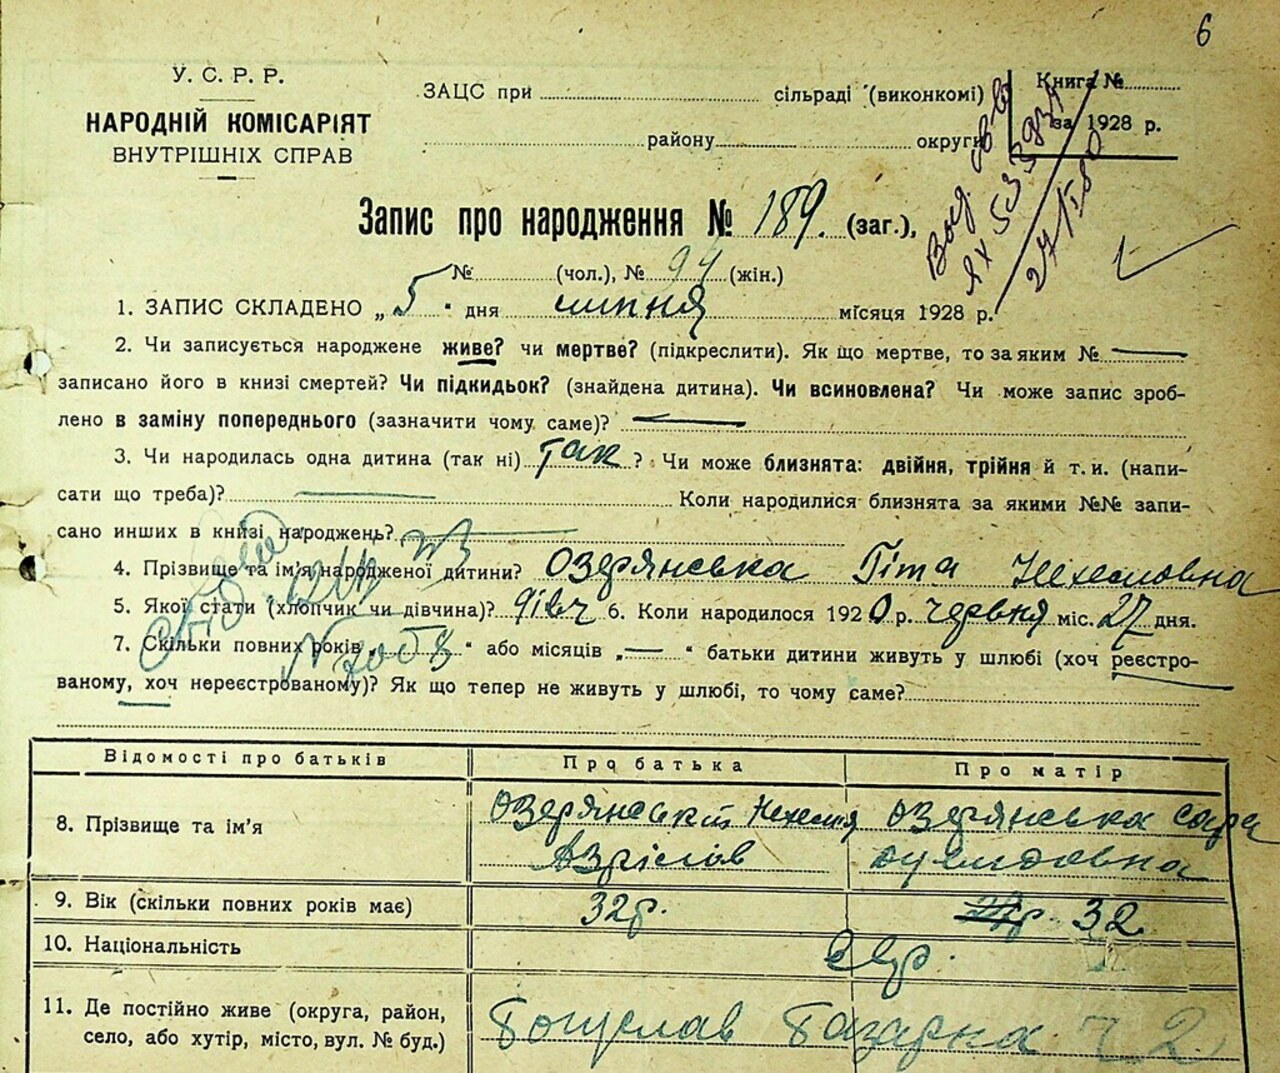 6
У. С. Р. Р.
НАРОДНІЙ КОМІСАРІЯТ
ВНУТРІШНІХ СПРАВ
ЗАЦС при сільраді (виконкомі)
району округи
Книга №
за 1928 р.
Запис про народження № 189. (заг.),
№ (чол.), № 94 (жін.)
1. ЗАПИС СКЛАДЕНО „ 5 " дня липня місяця 1928 р.
2. Чи записується народжене живе? чи мертве? (підкреслити). Як що мертве, то за яким №
записано його в книзі смертей? Чи підкидьок? (знайдена дитина). Чи всиновлена? Чи може запис зроб-
лено в заміну попереднього (зазначити чому саме)?
3. Чи народилась одна дитина (так ні) так ? Чи може близнята: двійня, трійня й т. и. (напи-
сати що треба)? Коли народилися близнята за якими №№ запи-
сано инших в книзі народжень?
4. Прізвище та ім'я народженої дитини? Озерянська Гіта Нехемовна
5. Якої стати (хлопчик чи дівчина)? дівч 6. Коли народилося 1920 р. червня міс. 27 дня.
7. Скільки повних років „ " або місяців „ — " батьки дитини живуть у шлюбі (хоч реєстро-
ваному, хоч нереєстрованому)? Як що тепер не живуть у шлюбі, то чому саме?
Відомості про батьків Про батька Про матір
8. Прізвище та ім'я Озерянський Нехемія Озерянська Сара
Азрілів
9. Вік (скільки повних років має) 32р. 32
10. Національність Євр.
11. Де постійно живе (округа, район,
село, або хутір, місто, вул. № буд.) Богуслав Базарна 2